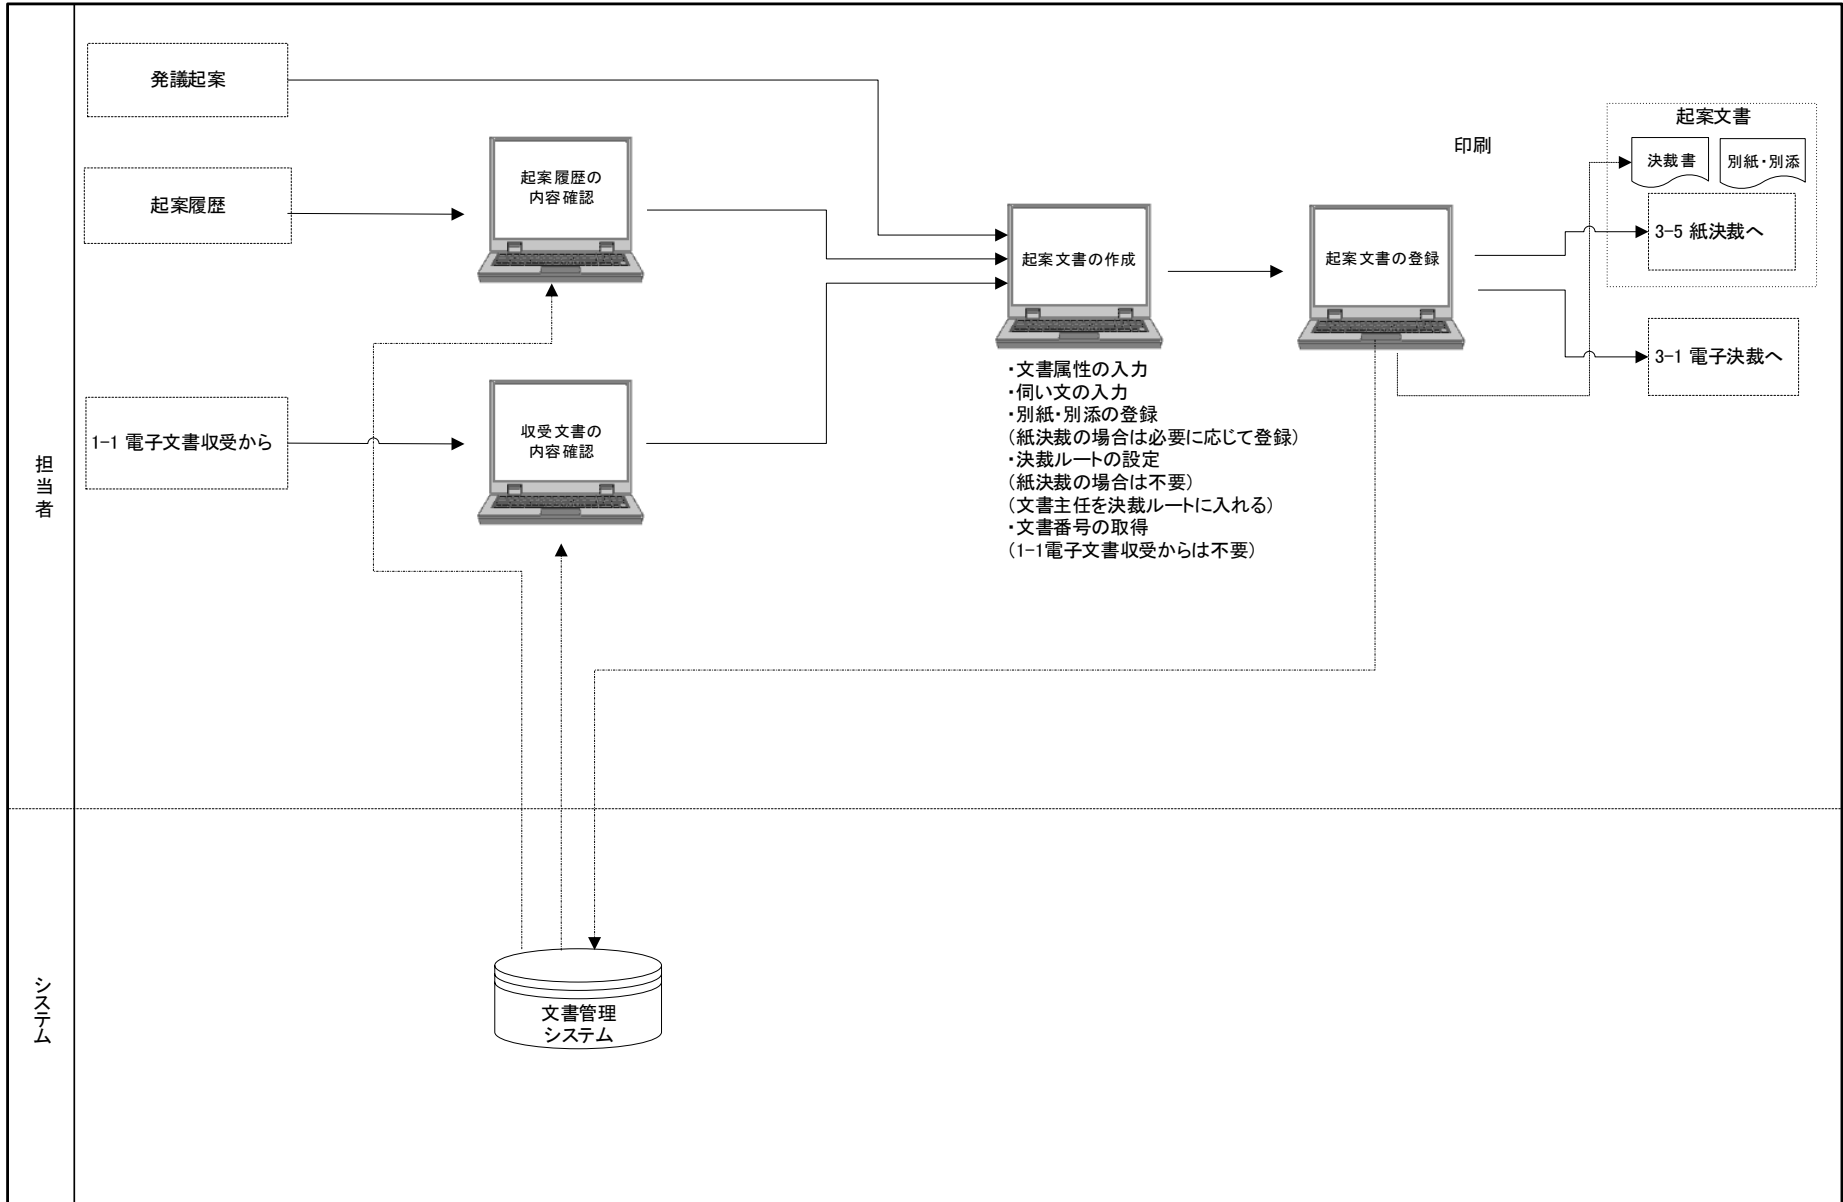 発議起案
起案文書
印刷
決裁書
別紙・別添
起案履歴の
内容確認
起案履歴
3-5 紙決裁へ
起案文書の作成
起案文書の登録
3-1 電子決裁へ
・文書属性の入力
・伺い文の入力
・別紙・別添の登録
(紙決裁の場合は必要に応じて登録)
・決裁ルートの設定
(紙決裁の場合は不要)
(文書主任を決裁ルートに入れる)
・文書番号の取得
(1-1電子文書収受からは不要)
1-1 電子文書収受から
収受文書の
内容確認
担当者
システム
文書管理
システム